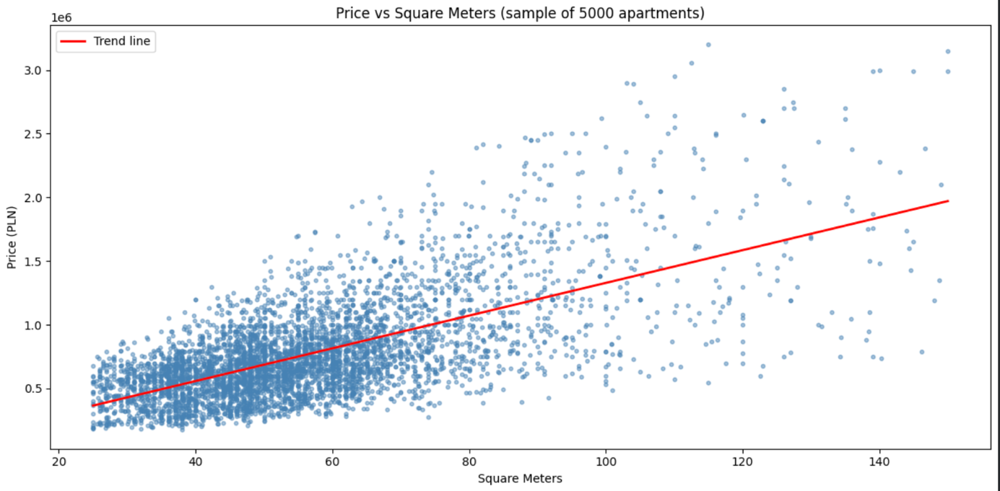 Price vs Square Meters (sample of 5000 apartments)
1e6
Trend line
3.0
2.5
2.0
1.5
1.0
0.5
Price (PLN)
20 40 60 80 100 120 140
Square Meters